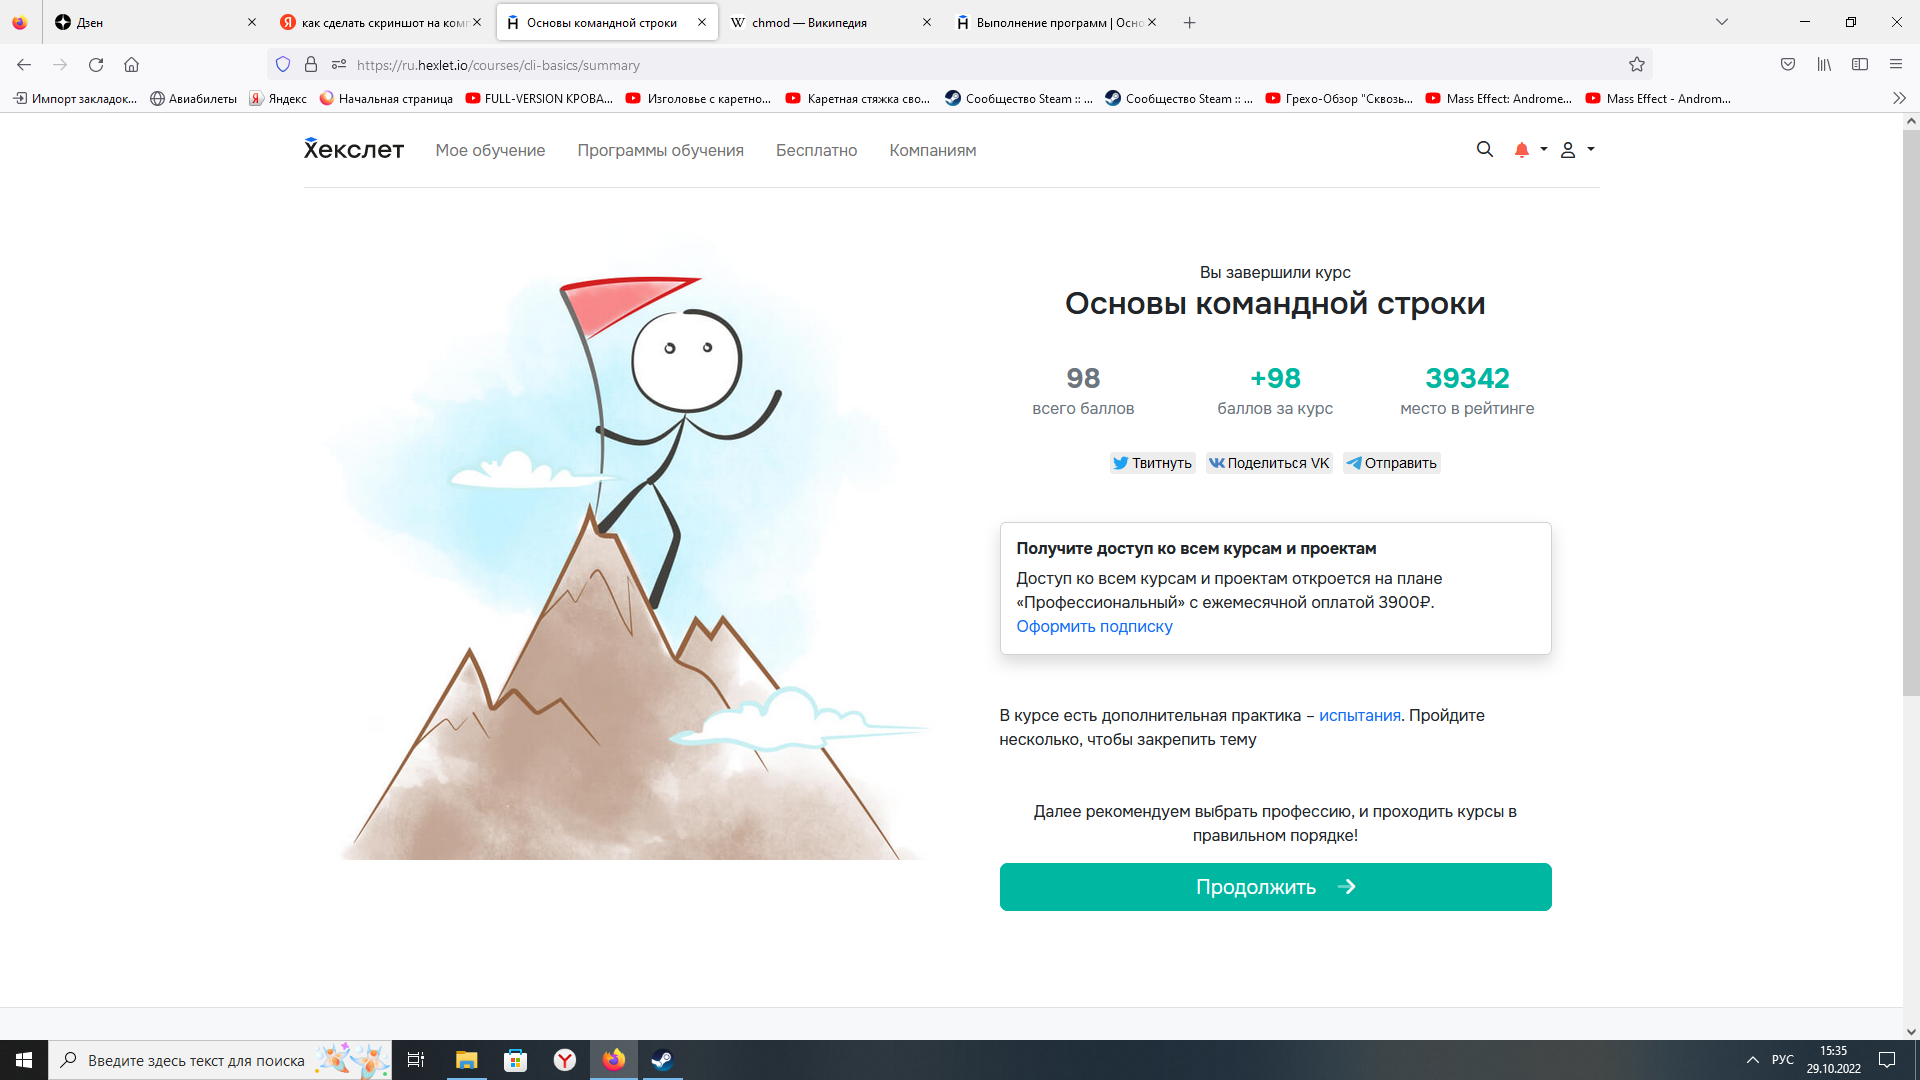 Дзен
как сделать скриншот на комп
Основы командной строки
chmod — Википедия
Выполнение программ | Осно
https://ru.hexlet.io/courses/cli-basics/summary
Импорт закладок...
Авиабилеты
Яндекс
Начальная страница
FULL-VERSION КРОВА...
Изголовье с каретно...
Каретная стяжка сво...
Сообщество Steam :: ...
Сообщество Steam :: ...
Грехо-Обзор "Сквозь...
Mass Effect: Androme...
Mass Effect - Androm...
Хекслет
Мое обучение
Программы обучения
Бесплатно
Компаниям
Вы завершили курс
Основы командной строки
98
+98
39342
всего баллов
баллов за курс
место в рейтинге
Твитнуть
Поделиться VK
Отправить
Получите доступ ко всем курсам и проектам
Доступ ко всем курсам и проектам откроется на плане
«Профессиональный» с ежемесячной оплатой 3900₽.
Оформить подписку
В курсе есть дополнительная практика – испытания. Пройдите
несколько, чтобы закрепить тему
Далее рекомендуем выбрать профессию, и проходить курсы в
правильном порядке!
Продолжить
Введите здесь текст для поиска
РУС
15:35
29.10.2022